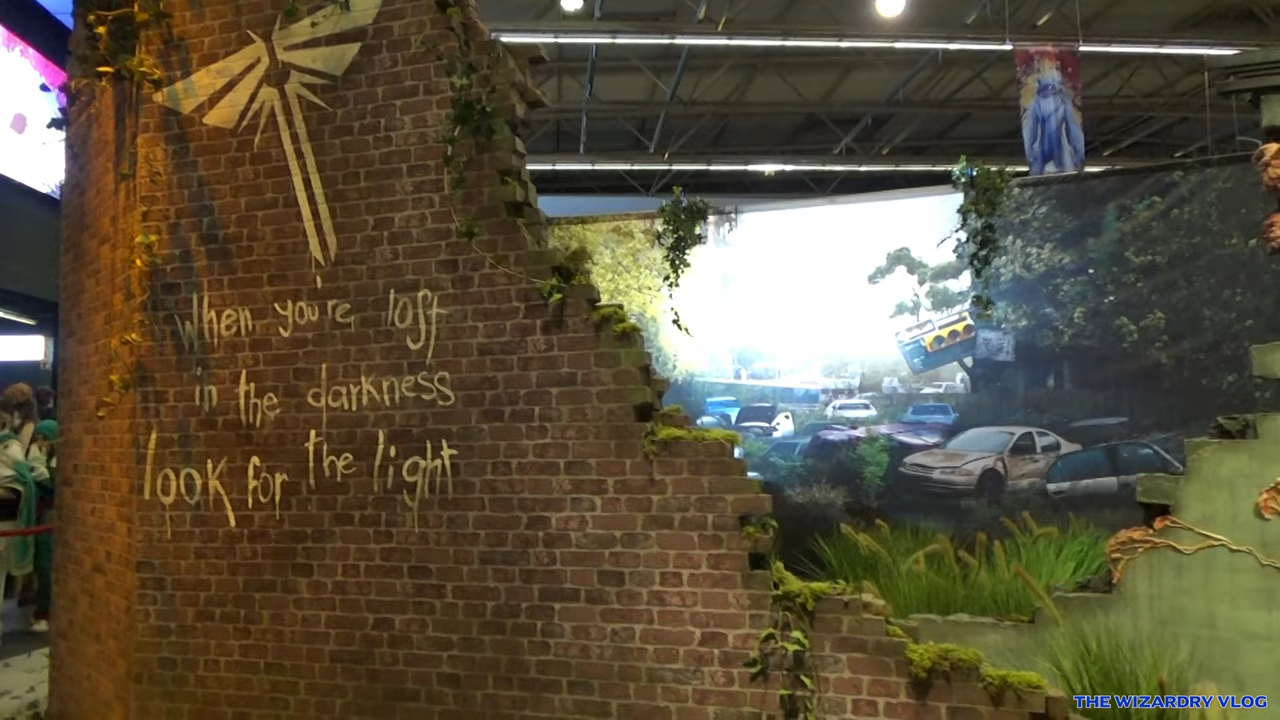 When you're lost
in the darkness
look for the light
THE WIZARDRY VLOG